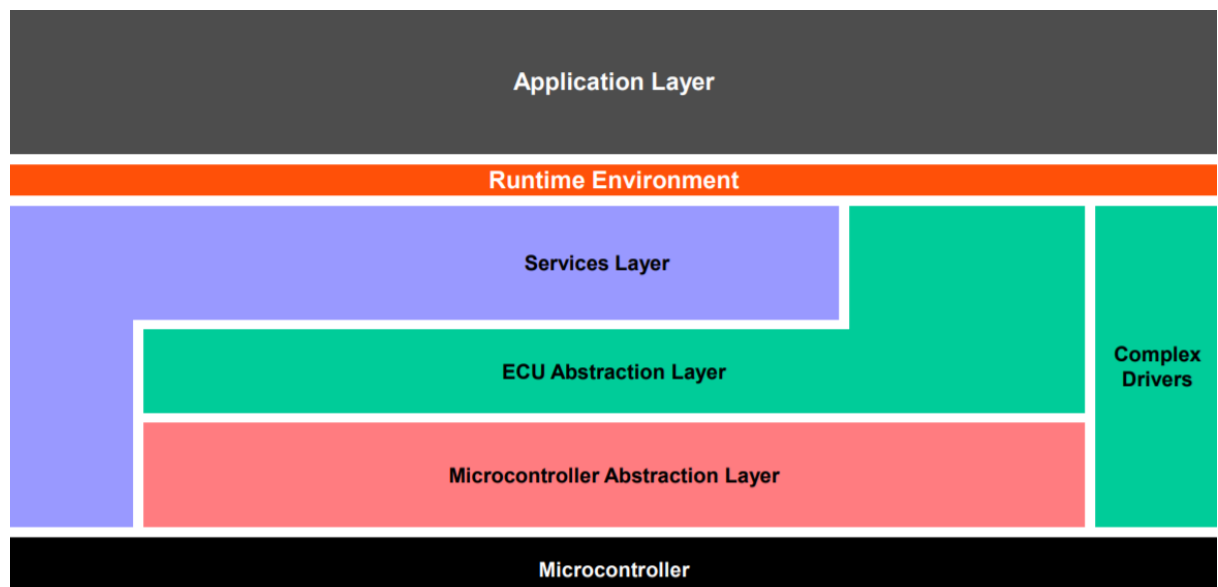 Application Layer
Runtime Environment
Services Layer
ECU Abstraction Layer
Complex
Drivers
Microcontroller Abstraction Layer
Microcontroller